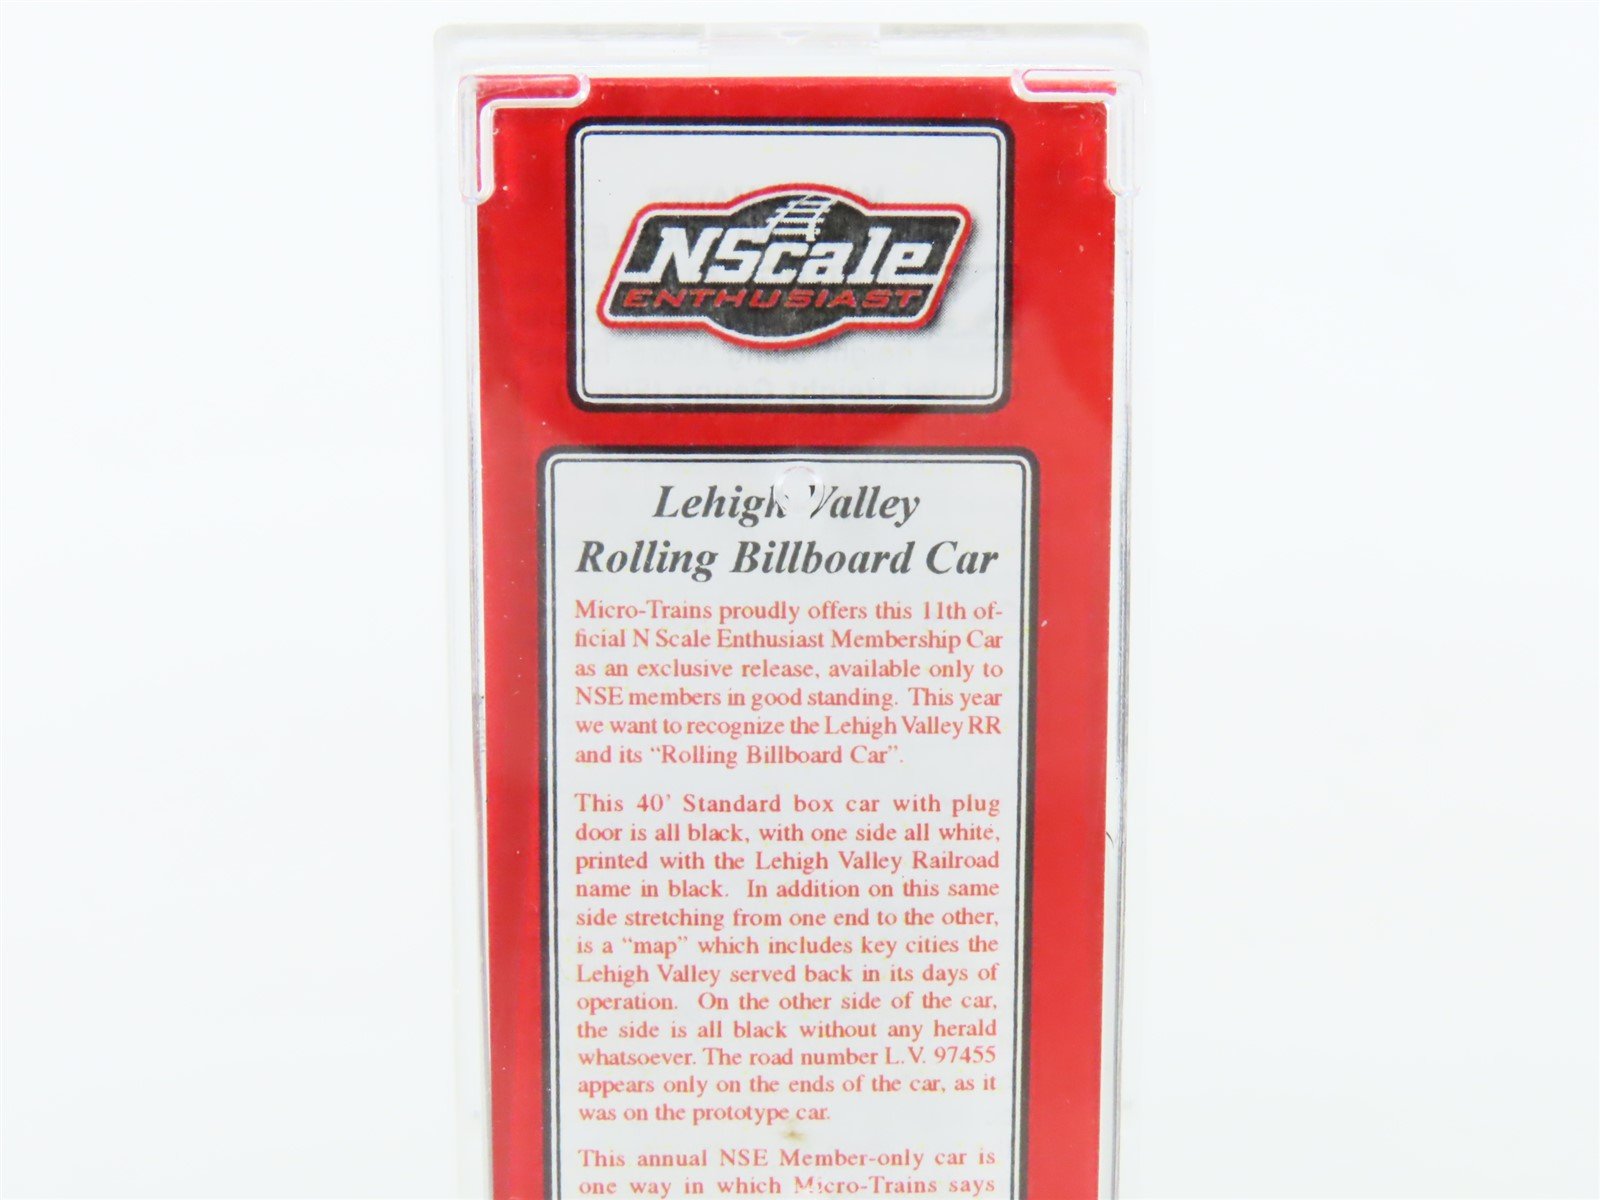 NScale
ENTHUSIAST
Lehigh Valley
Rolling Billboard Car
Micro-Trains proudly offers this 11th of-
ficial N Scale Enthusiast Membership Car
as an exclusive release, available only to
NSE members in good standing. This year
we want to recognize the Lehigh Valley RR
and its “Rolling Billboard Car”.
This 40’ Standard box car with plug
door is all black, with one side all white,
printed with the Lehigh Valley Railroad
name in black. In addition on this same
side stretching from one end to the other,
is a “map” which includes key cities the
Lehigh Valley served back in its days of
operation. On the other side of the car,
the side is all black without any herald
whatsoever. The road number L.V. 97455
appears only on the ends of the car, as it
was on the prototype car.
This annual NSE Member-only car is
one way in which Micro-Trains says